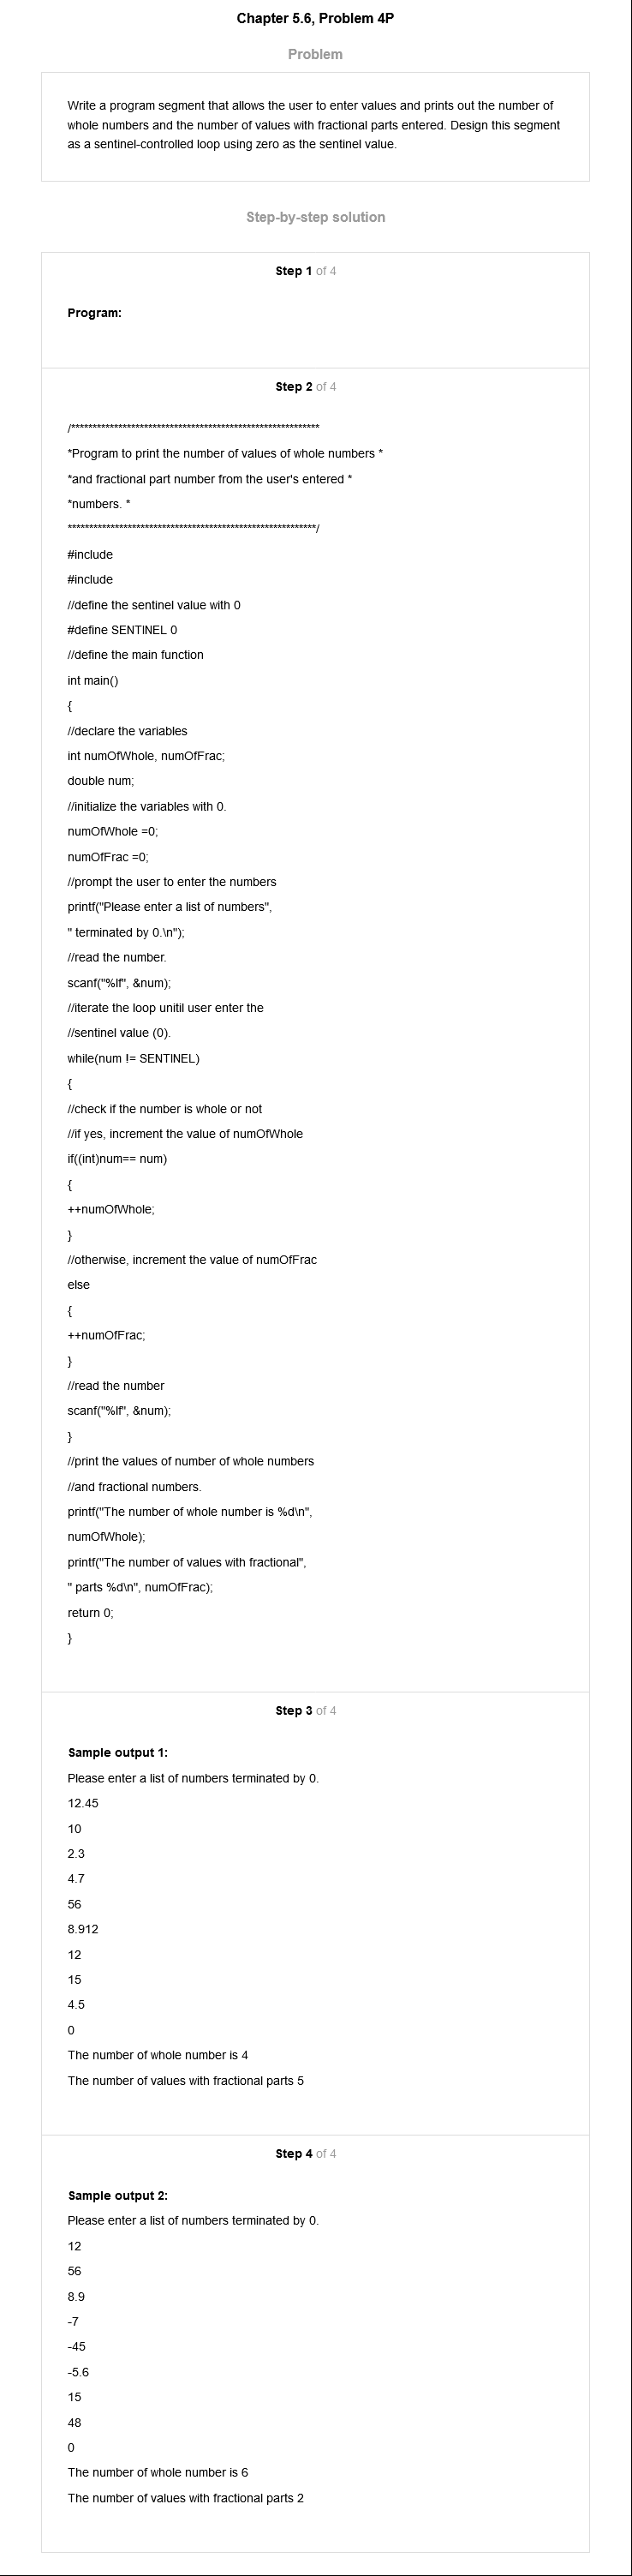 Chapter 5.6, Problem 4P
Problem
Write a program segment that allows the user to enter values and prints out the number of
whole numbers and the number of values with fractional parts entered. Design this segment
as a sentinel-controlled loop using zero as the sentinel value.
Step-by-step solution
Step 1 of 4
Program:
Step 2 of 4
/**********************************************************
*Program to print the number of values of whole numbers *
*and fractional part number from the user's entered *
*numbers. *
**********************************************************/
#include
#include
//define the sentinel value with 0
#define SENTINEL 0
//define the main function
int main()
{
//declare the variables
int numOfWhole, numOfFrac;
double num;
//initialize the variables with 0.
numOfWhole =0;
numOfFrac =0;
//prompt the user to enter the numbers
printf("Please enter a list of numbers",
" terminated by 0.\n");
//read the number.
scanf("%lf", &num);
//iterate the loop unitil user enter the
//sentinel value (0).
while(num != SENTINEL)
{
//check if the number is whole or not
//if yes, increment the value of numOfWhole
if((int)num== num)
{
++numOfWhole;
}
//otherwise, increment the value of numOfFrac
else
{
++numOfFrac;
}
//read the number
scanf("%lf", &num);
}
//print the values of number of whole numbers
//and fractional numbers.
printf("The number of whole number is %d\n",
numOfWhole);
printf("The number of values with fractional",
" parts %d\n", numOfFrac);
return 0;
}
Step 3 of 4
Sample output 1:
Please enter a list of numbers terminated by 0.
12.45
10
2.3
4.7
56
8.912
12
15
4.5
0
The number of whole number is 4
The number of values with fractional parts 5
Step 4 of 4
Sample output 2:
Please enter a list of numbers terminated by 0.
12
56
8.9
-7
-45
-5.6
15
48
0
The number of whole number is 6
The number of values with fractional parts 2